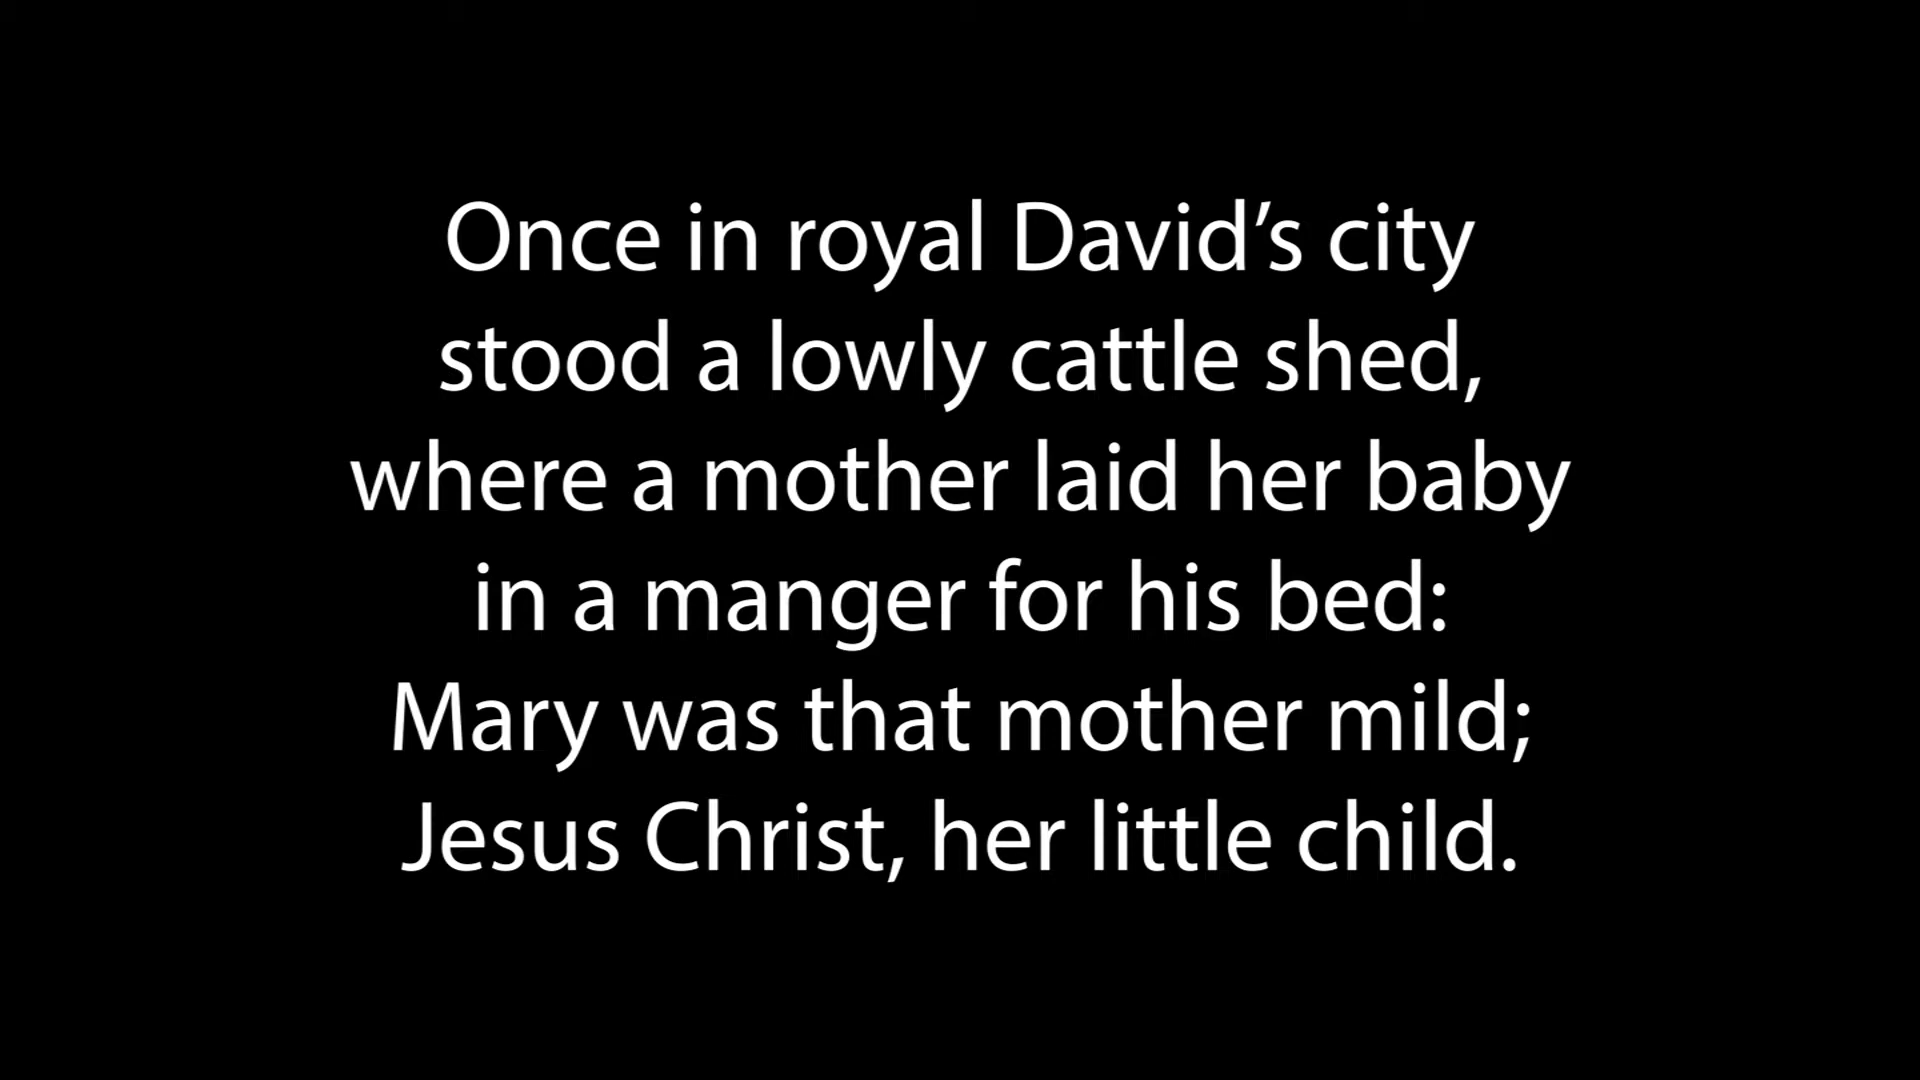 Once in royal David’s city
stood a lowly cattle shed,
where a mother laid her baby
in a manger for his bed:
Mary was that mother mild;
Jesus Christ, her little child.